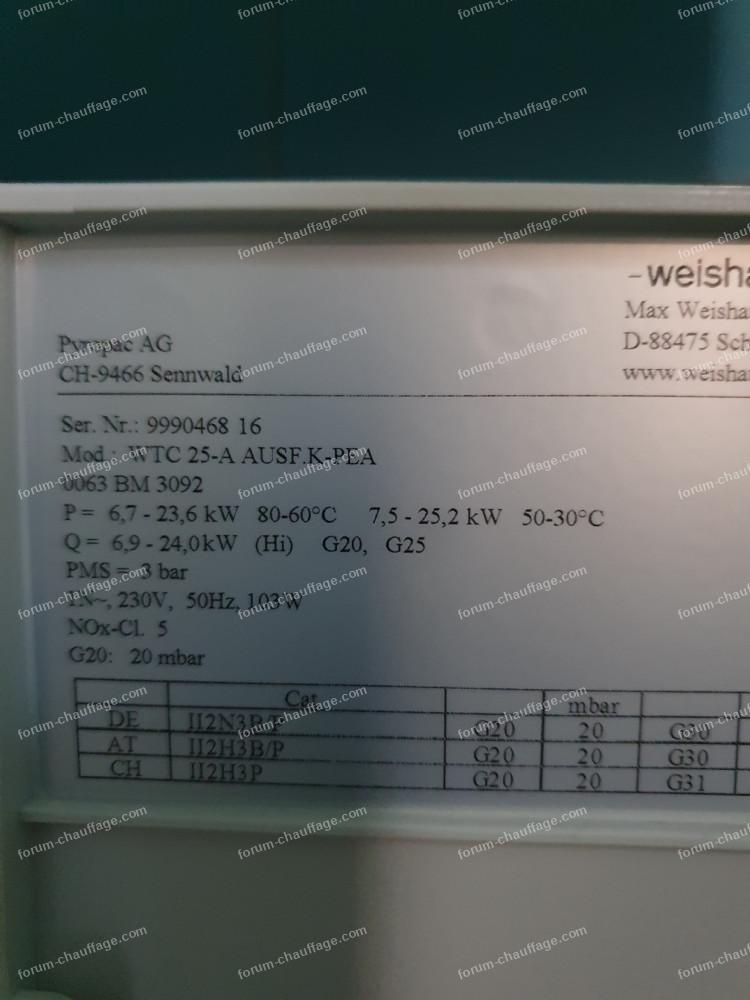 -weisha
Max Weisha
Pyropac AG
D-88475 Sch
CH-9466 Sennwald
www.weisha
Ser. Nr.: 9990468 16
Mod.: WTC 25-A AUSF.K-PEA
0063 BM 3092
P = 6,7 - 23,6 kW 80-60°C 7,5 - 25,2 kW 50-30°C
Q = 6,9 - 24,0kW (Hi) G20, G25
PMS = 3 bar
1N~, 230V, 50Hz, 103W
NOx-Cl. 5
G20: 20 mbar
Cat mbar
DE II2N3B/P G20 20 G30
AT II2H3B/P G20 20 G30
CH II2H3P G20 20 G31
forum-chauffage.com